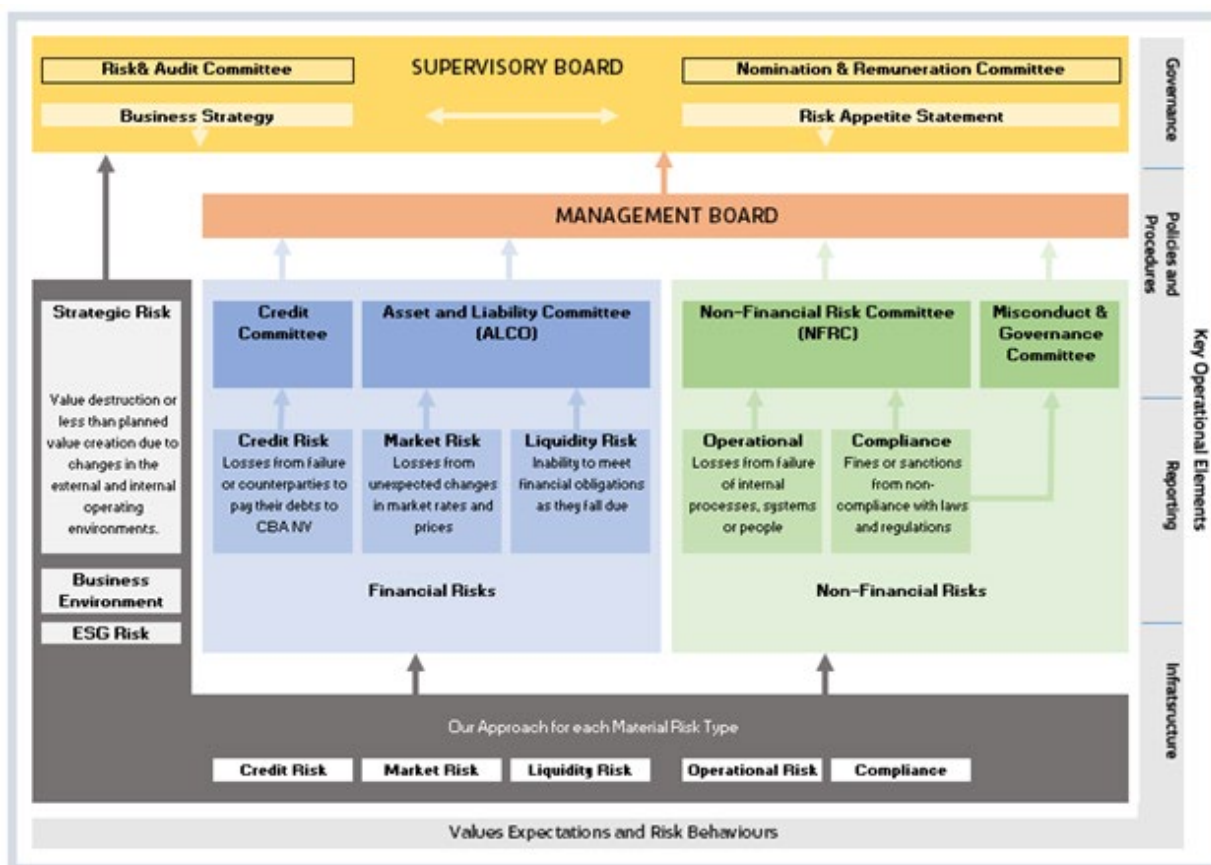 Risk& Audit Committee
SUPERVISORY BOARD
Nomination & Remuneration Committee
Business Strategy
Risk Appetite Statement
MANAGEMENT BOARD
Strategic Risk
Value destruction or
less than planned
value creation due to
changes in the
external and internal
operating
environments.
Business
Environment
ESG Risk
Credit
Committee
Asset and Liability Committee
(ALCO)
Non-Financial Risk Committee
(NFRC)
Misconduct &
Governance
Committee
Credit Risk
Losses from failure
or counterparties to
pay their debts to
CBA NV
Market Risk
Losses from
unexpected changes
in market rates and
prices
Liquidity Risk
Inability to meet
financial obligations
as they fall due
Operational
Losses from failure
of internal
processes, systems
or people
Compliance
Fines or sanctions
from non-
compliance with laws
and regulations
Financial Risks
Non-Financial Risks
Our Approach for each Material Risk Type
Credit Risk
Market Risk
Liquidity Risk
Operational Risk
Compliance
Values Expectations and Risk Behaviours
Governance
Policies and
Procedures
Reporting
Infratsructure
Key Operational Elements